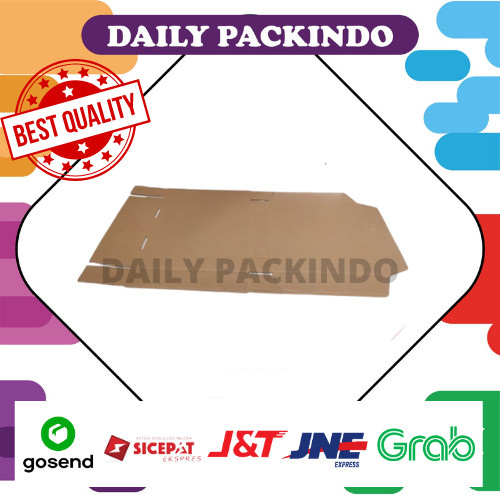 DAILY PACKINDO
BEST QUALITY
DAILY PACKINDO
gosend
SICEPAT
EKSPRES
J&T
JNE
EXPRESS
Grab